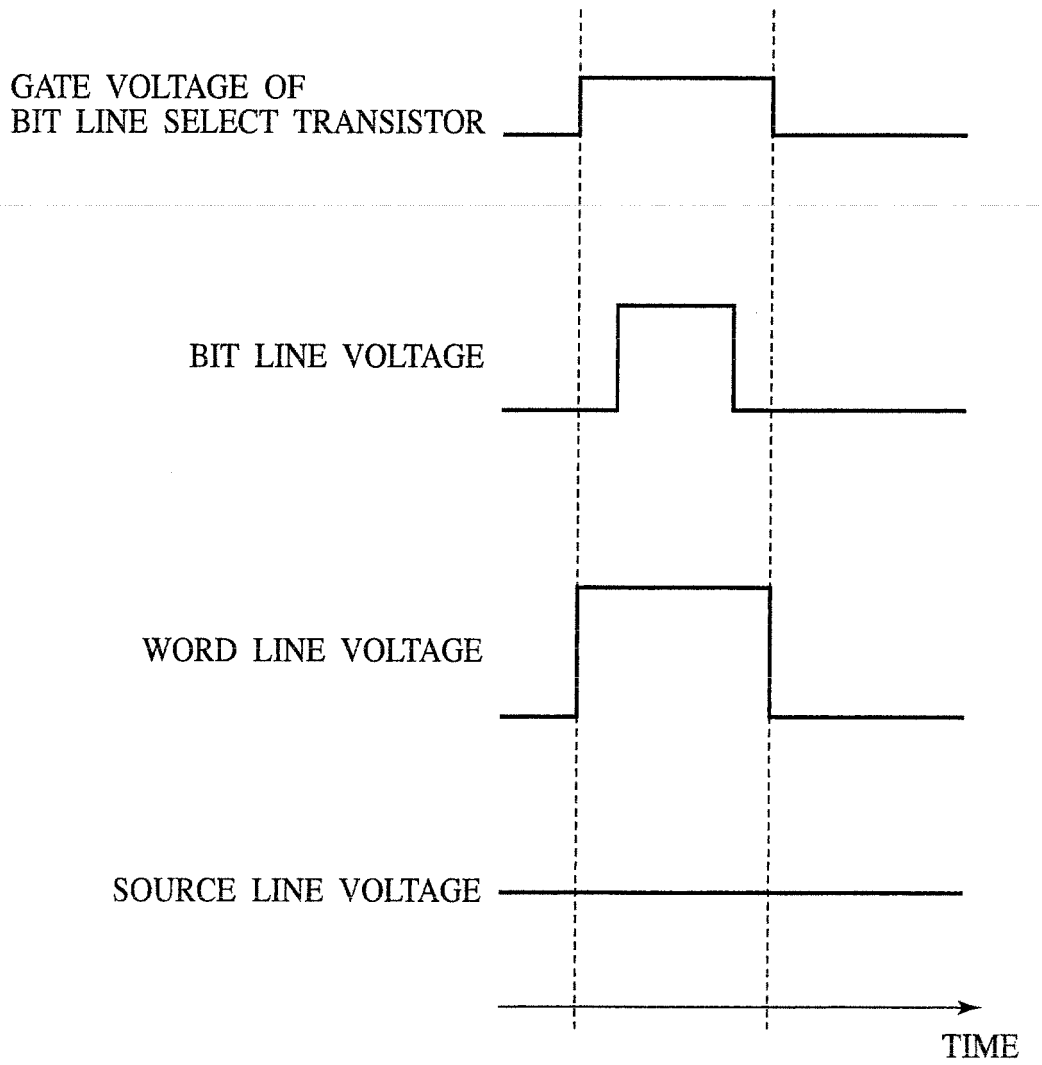 GATE VOLTAGE OF
BIT LINE SELECT TRANSISTOR
BIT LINE VOLTAGE
WORD LINE VOLTAGE
SOURCE LINE VOLTAGE
TIME